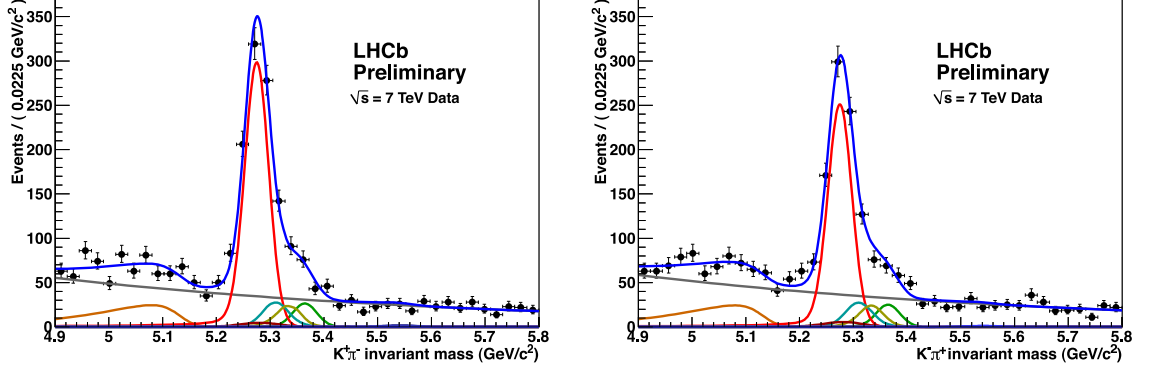 350
300
250
200
150
100
50
0
Events / ( 0.0225 GeV/c² )
LHCb
Preliminary
√s = 7 TeV Data
4.9 5 5.1 5.2 5.3 5.4 5.5 5.6 5.7 5.8
K⁺π⁻ invariant mass (GeV/c²)
350
300
250
200
150
100
50
0
Events / ( 0.0225 GeV/c² )
LHCb
Preliminary
√s = 7 TeV Data
4.9 5 5.1 5.2 5.3 5.4 5.5 5.6 5.7 5.8
K⁻π⁺ invariant mass (GeV/c²)